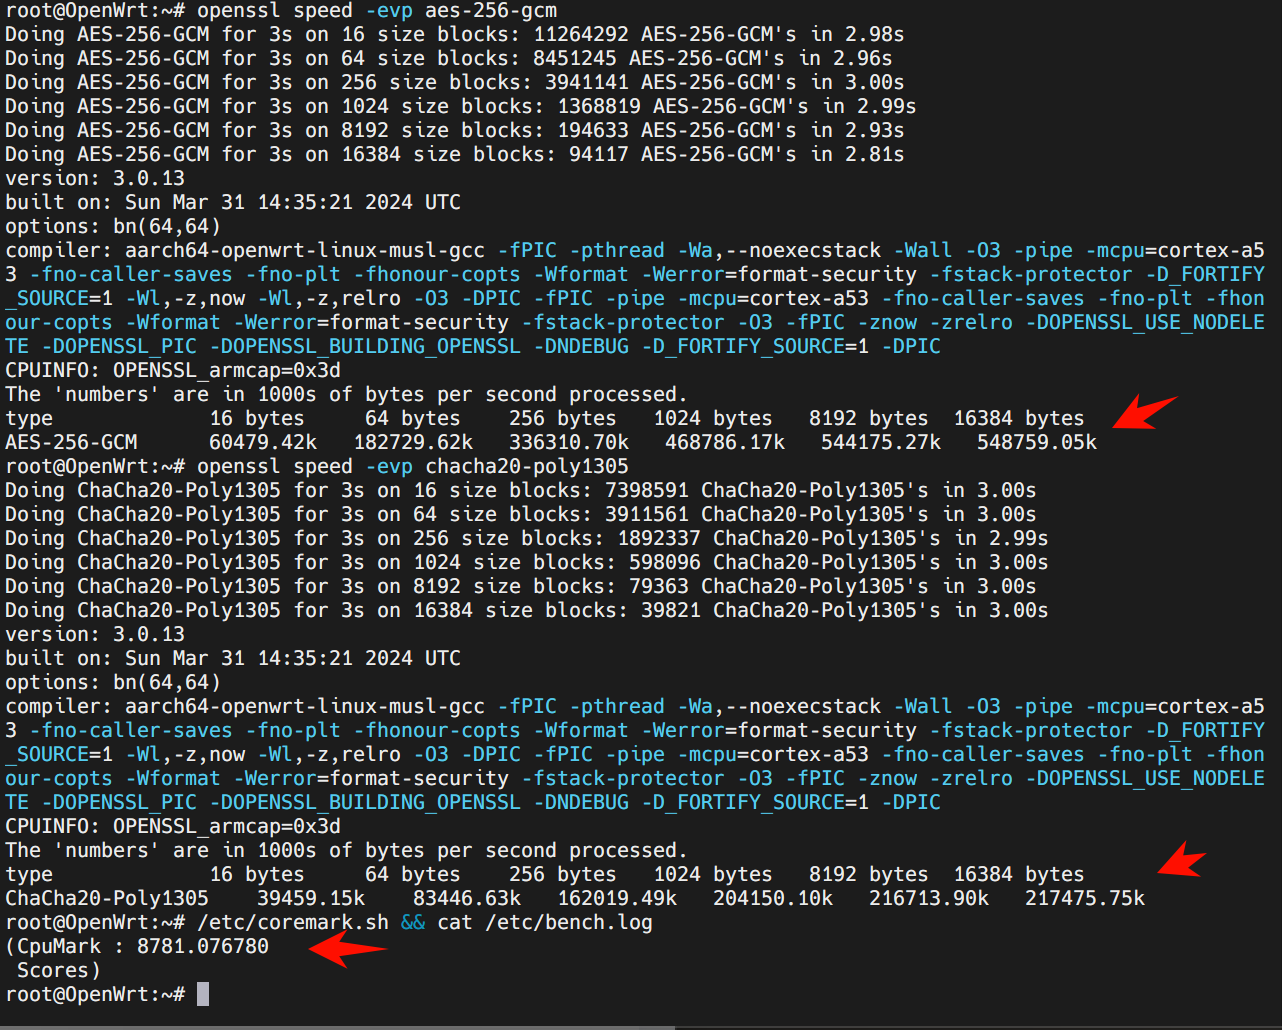 root@OpenWrt:~# openssl speed -evp aes-256-gcm
Doing AES-256-GCM for 3s on 16 size blocks: 11264292 AES-256-GCM's in 2.98s
Doing AES-256-GCM for 3s on 64 size blocks: 8451245 AES-256-GCM's in 2.96s
Doing AES-256-GCM for 3s on 256 size blocks: 3941141 AES-256-GCM's in 3.00s
Doing AES-256-GCM for 3s on 1024 size blocks: 1368819 AES-256-GCM's in 2.99s
Doing AES-256-GCM for 3s on 8192 size blocks: 194633 AES-256-GCM's in 2.93s
Doing AES-256-GCM for 3s on 16384 size blocks: 94117 AES-256-GCM's in 2.81s
version: 3.0.13
built on: Sun Mar 31 14:35:21 2024 UTC
options: bn(64,64)
compiler: aarch64-openwrt-linux-musl-gcc -fPIC -pthread -Wa,--noexecstack -Wall -O3 -pipe -mcpu=cortex-a5
3 -fno-caller-saves -fno-plt -fhonour-copts -Wformat -Werror=format-security -fstack-protector -D_FORTIFY
_SOURCE=1 -Wl,-z,now -Wl,-z,relro -O3 -DPIC -fPIC -pipe -mcpu=cortex-a53 -fno-caller-saves -fno-plt -fhon
our-copts -Wformat -Werror=format-security -fstack-protector -O3 -fPIC -znow -zrelro -DOPENSSL_USE_NODELE
TE -DOPENSSL_PIC -DOPENSSL_BUILDING_OPENSSL -DNDEBUG -D_FORTIFY_SOURCE=1 -DPIC
CPUINFO: OPENSSL_armcap=0x3d
The 'numbers' are in 1000s of bytes per second processed.
type             16 bytes     64 bytes    256 bytes   1024 bytes   8192 bytes  16384 bytes
AES-256-GCM      60479.42k   182729.62k   336310.70k   468786.17k   544175.27k   548759.05k
root@OpenWrt:~# openssl speed -evp chacha20-poly1305
Doing ChaCha20-Poly1305 for 3s on 16 size blocks: 7398591 ChaCha20-Poly1305's in 3.00s
Doing ChaCha20-Poly1305 for 3s on 64 size blocks: 3911561 ChaCha20-Poly1305's in 3.00s
Doing ChaCha20-Poly1305 for 3s on 256 size blocks: 1892337 ChaCha20-Poly1305's in 2.99s
Doing ChaCha20-Poly1305 for 3s on 1024 size blocks: 598096 ChaCha20-Poly1305's in 3.00s
Doing ChaCha20-Poly1305 for 3s on 8192 size blocks: 79363 ChaCha20-Poly1305's in 3.00s
Doing ChaCha20-Poly1305 for 3s on 16384 size blocks: 39821 ChaCha20-Poly1305's in 3.00s
version: 3.0.13
built on: Sun Mar 31 14:35:21 2024 UTC
options: bn(64,64)
compiler: aarch64-openwrt-linux-musl-gcc -fPIC -pthread -Wa,--noexecstack -Wall -O3 -pipe -mcpu=cortex-a5
3 -fno-caller-saves -fno-plt -fhonour-copts -Wformat -Werror=format-security -fstack-protector -D_FORTIFY
_SOURCE=1 -Wl,-z,now -Wl,-z,relro -O3 -DPIC -fPIC -pipe -mcpu=cortex-a53 -fno-caller-saves -fno-plt -fhon
our-copts -Wformat -Werror=format-security -fstack-protector -O3 -fPIC -znow -zrelro -DOPENSSL_USE_NODELE
TE -DOPENSSL_PIC -DOPENSSL_BUILDING_OPENSSL -DNDEBUG -D_FORTIFY_SOURCE=1 -DPIC
CPUINFO: OPENSSL_armcap=0x3d
The 'numbers' are in 1000s of bytes per second processed.
type             16 bytes     64 bytes    256 bytes   1024 bytes   8192 bytes  16384 bytes
ChaCha20-Poly1305    39459.15k    83446.63k   162019.49k   204150.10k   216713.90k   217475.75k
root@OpenWrt:~# /etc/coremark.sh && cat /etc/bench.log
(CpuMark : 8781.076780
 Scores)
root@OpenWrt:~#